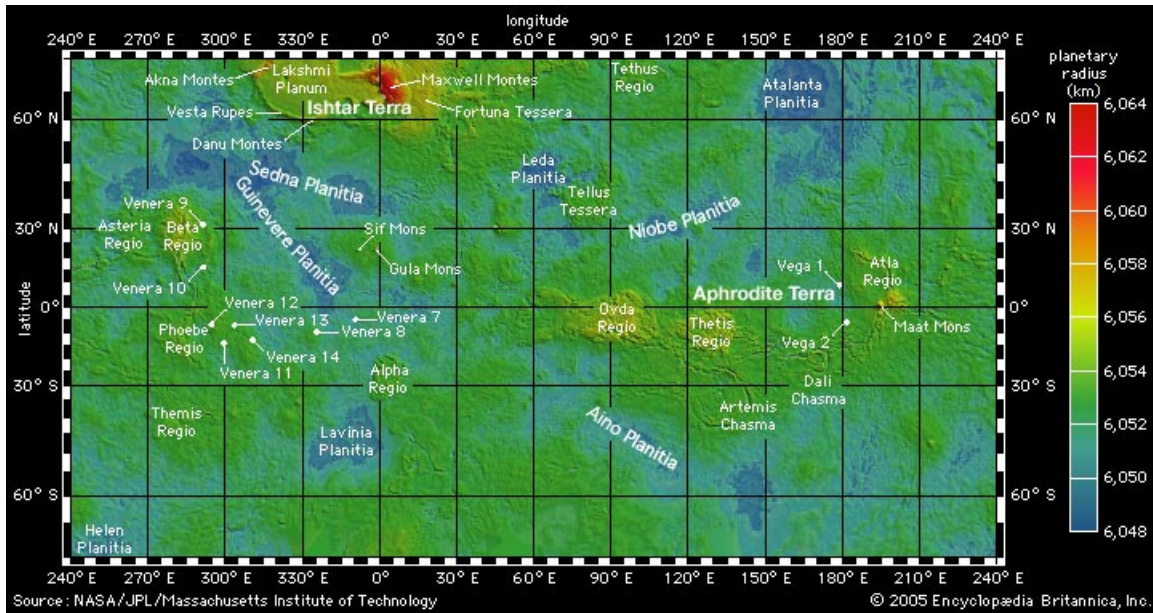 longitude
240° E 270° E 300° E 330° E 0° E 30° E 60° E 90° E 120° E 150° E 180° E 210° E 240° E
planetary
radius
(km)
Akna Montes
Lakshmi
Planum
Maxwell Montes
Tethus
Regio
Atalanta
Planitia
Ishtar Terra
Vesta Rupes
Fortuna Tessera
60° N
60° N
Danu Montes
Sedna Planitia
Leda
Planitia
Tellus
Tessera
Guinevere Planitia
Niobe Planitia
Venera 9
30° N
30° N
Asteria
Regio
Beta
Regio
Sif Mons
Gula Mons
Venera 10
Vega 1
Atla
Regio
Aphrodite Terra
latitude
0°
0°
Venera 12
Venera 13
Venera 7
Venera 8
Phoebe
Regio
Venera 14
Venera 11
Ovda
Regio
Thetis
Regio
Maat Mons
Vega 2
30° S
30° S
Alpha
Regio
Dali
Chasma
Artemis
Chasma
Themis
Regio
Lavinia
Planitia
Aino Planitia
60° S
60° S
Helen
Planitia
6,064
6,062
6,060
6,058
6,056
6,054
6,052
6,050
6,048
240° E 270° E 300° E 330° E 0° E 30° E 60° E 90° E 120° E 150° E 180° E 210° E 240° E
Source: NASA/JPL/Massachusetts Institute of Technology
© 2005 Encyclopædia Britannica, Inc.